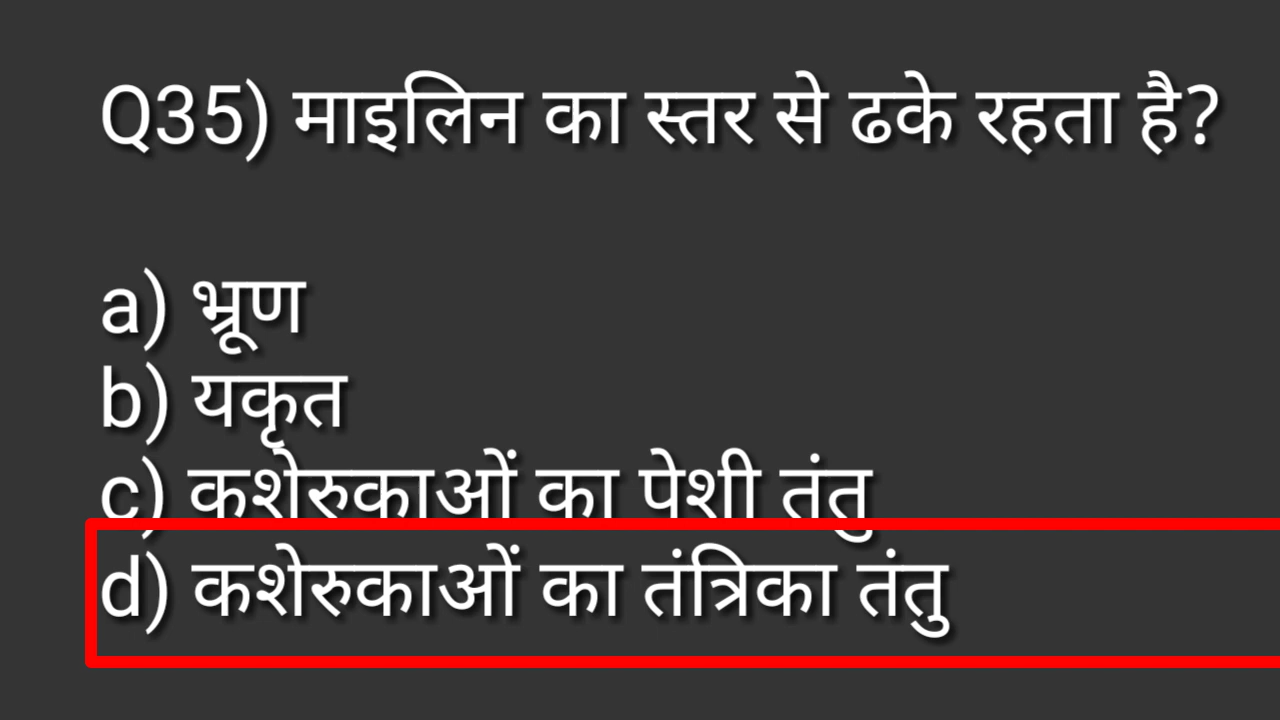 Q35) माइलिन का स्तर से ढके रहता है?
a) भ्रूण
b) यकृत
c) कशेरुकाओं का पेशी तंतु
d) कशेरुकाओं का तंत्रिका तंतु